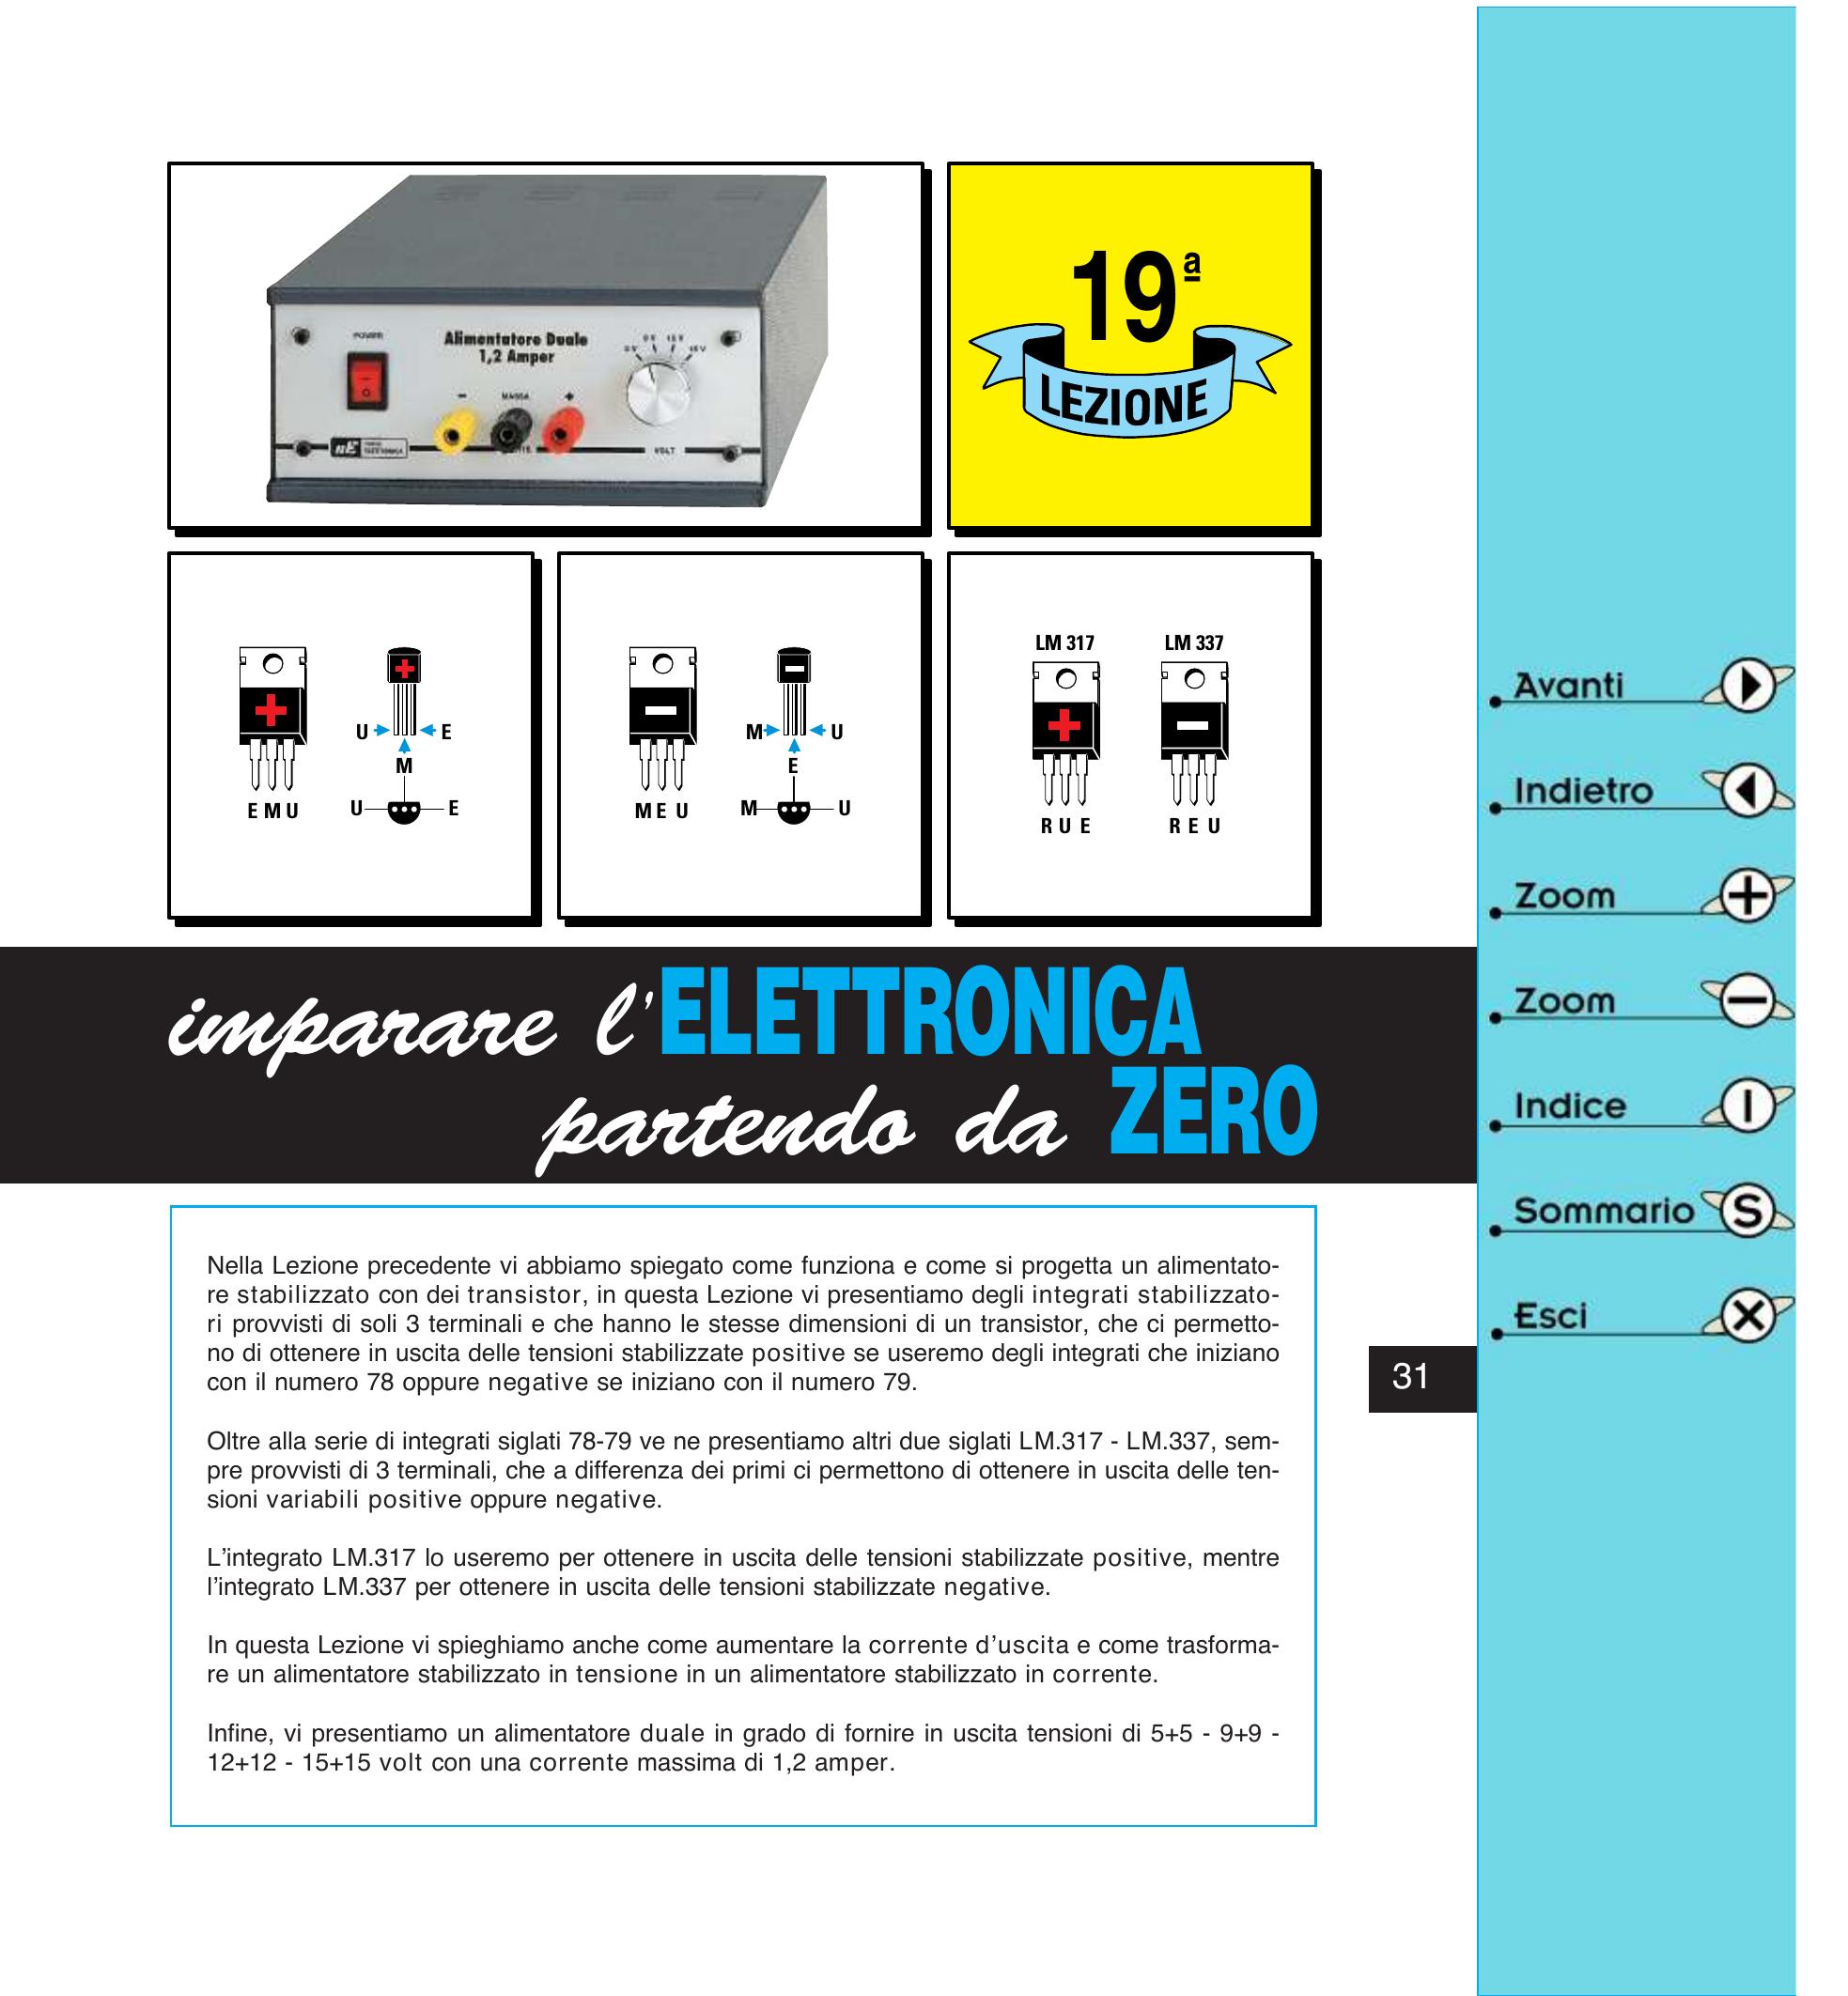 POWER
Alimentatore Duale
1,2 Amper
5 V 9 V 12 V 15 V
- MASSA +
nE NUOVA ELETTRONICA
VOLT
19ª
LEZIONE
E M U
U E
M
U E
M E U
M U
E
M U
LM 317
R U E
LM 337
R E U
imparare l'ELETTRONICA
partendo da ZERO
Nella Lezione precedente vi abbiamo spiegato come funziona e come si progetta un alimentato-
re stabilizzato con dei transistor, in questa Lezione vi presentiamo degli integrati stabilizzato-
ri provvisti di soli 3 terminali e che hanno le stesse dimensioni di un transistor, che ci permetto-
no di ottenere in uscita delle tensioni stabilizzate positive se useremo degli integrati che iniziano
con il numero 78 oppure negative se iniziano con il numero 79.
Oltre alla serie di integrati siglati 78-79 ve ne presentiamo altri due siglati LM.317 - LM.337, sem-
pre provvisti di 3 terminali, che a differenza dei primi ci permettono di ottenere in uscita delle ten-
sioni variabili positive oppure negative.
L'integrato LM.317 lo useremo per ottenere in uscita delle tensioni stabilizzate positive, mentre
l'integrato LM.337 per ottenere in uscita delle tensioni stabilizzate negative.
In questa Lezione vi spieghiamo anche come aumentare la corrente d'uscita e come trasforma-
re un alimentatore stabilizzato in tensione in un alimentatore stabilizzato in corrente.
Infine, vi presentiamo un alimentatore duale in grado di fornire in uscita tensioni di 5+5 - 9+9 -
12+12 - 15+15 volt con una corrente massima di 1,2 amper.
31
Avanti
Indietro
Zoom
Zoom
Indice
Sommario S
Esci